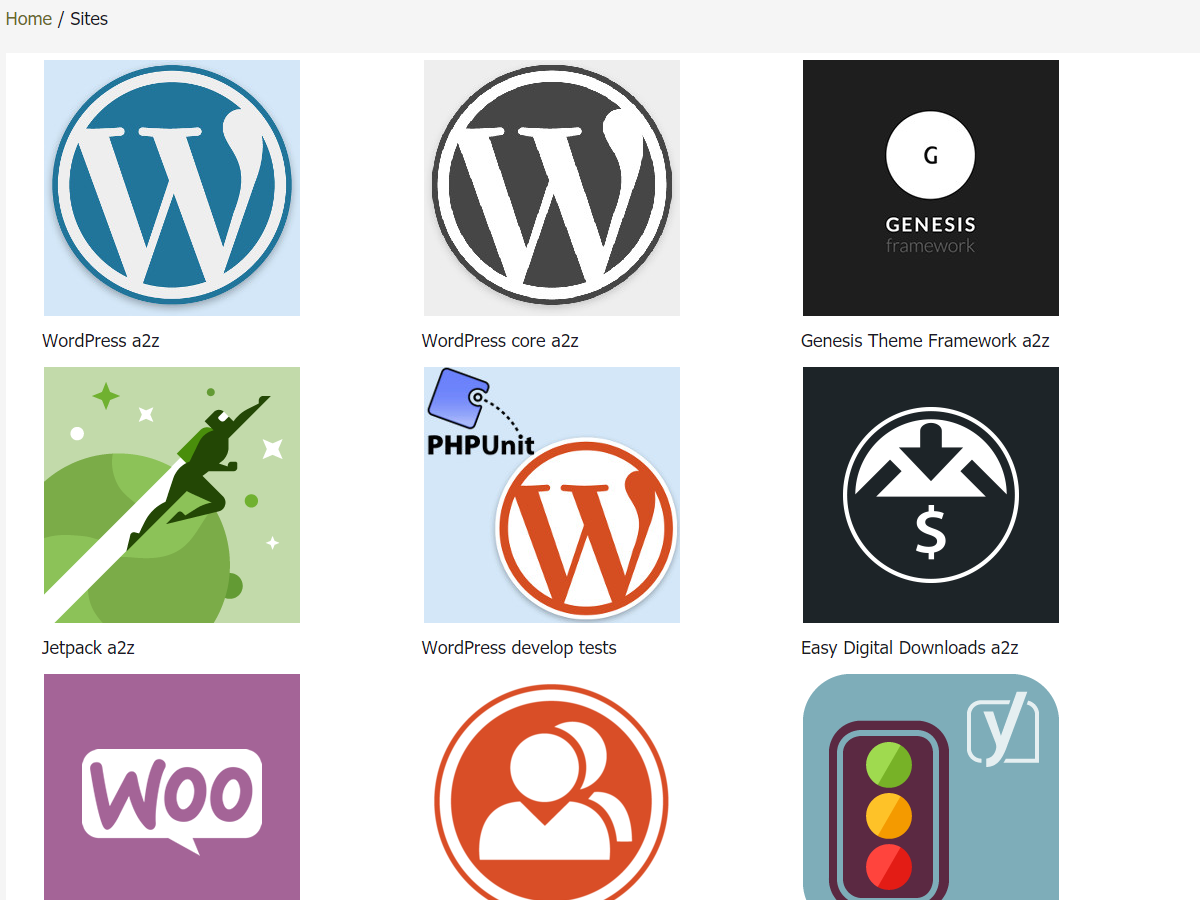 Home / Sites
G
GENESIS
framework
WordPress a2z
WordPress core a2z
Genesis Theme Framework a2z
PHPUnit
$
Jetpack a2z
WordPress develop tests
Easy Digital Downloads a2z
WOO
y